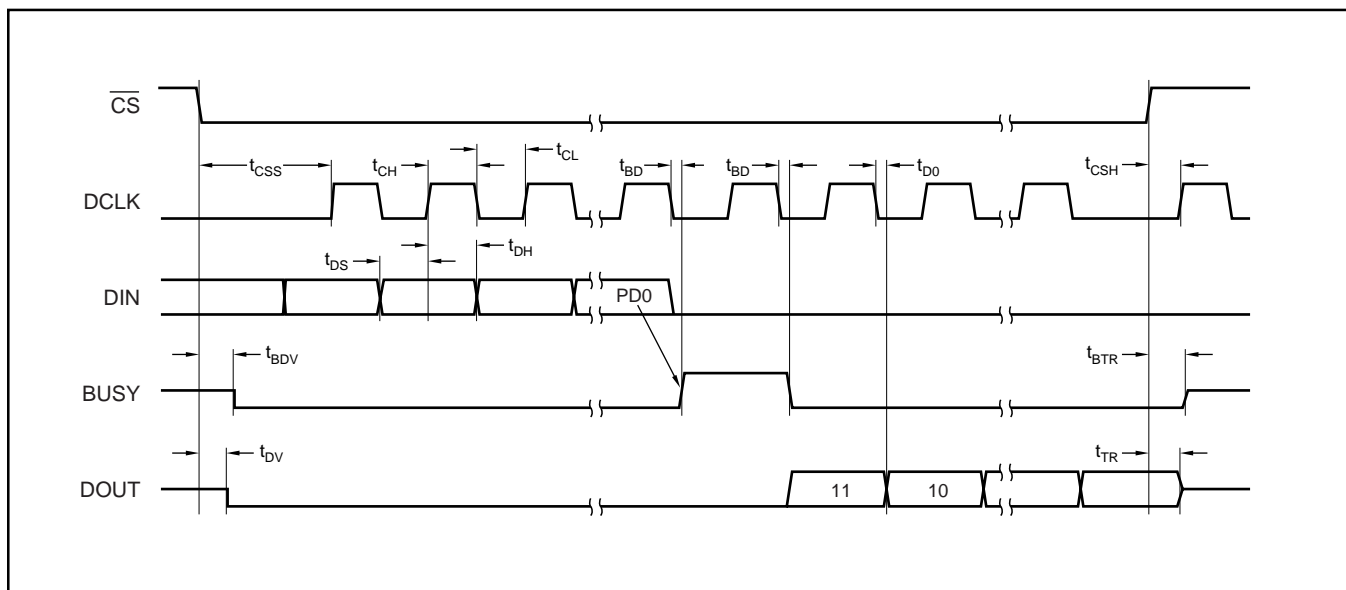 CS
tCSS
tCH
tCL
tBD
tBD
tD0
tCSH
DCLK
tDS
tDH
DIN
PD0
tBDV
tBTR
BUSY
tDV
tTR
DOUT
11
10